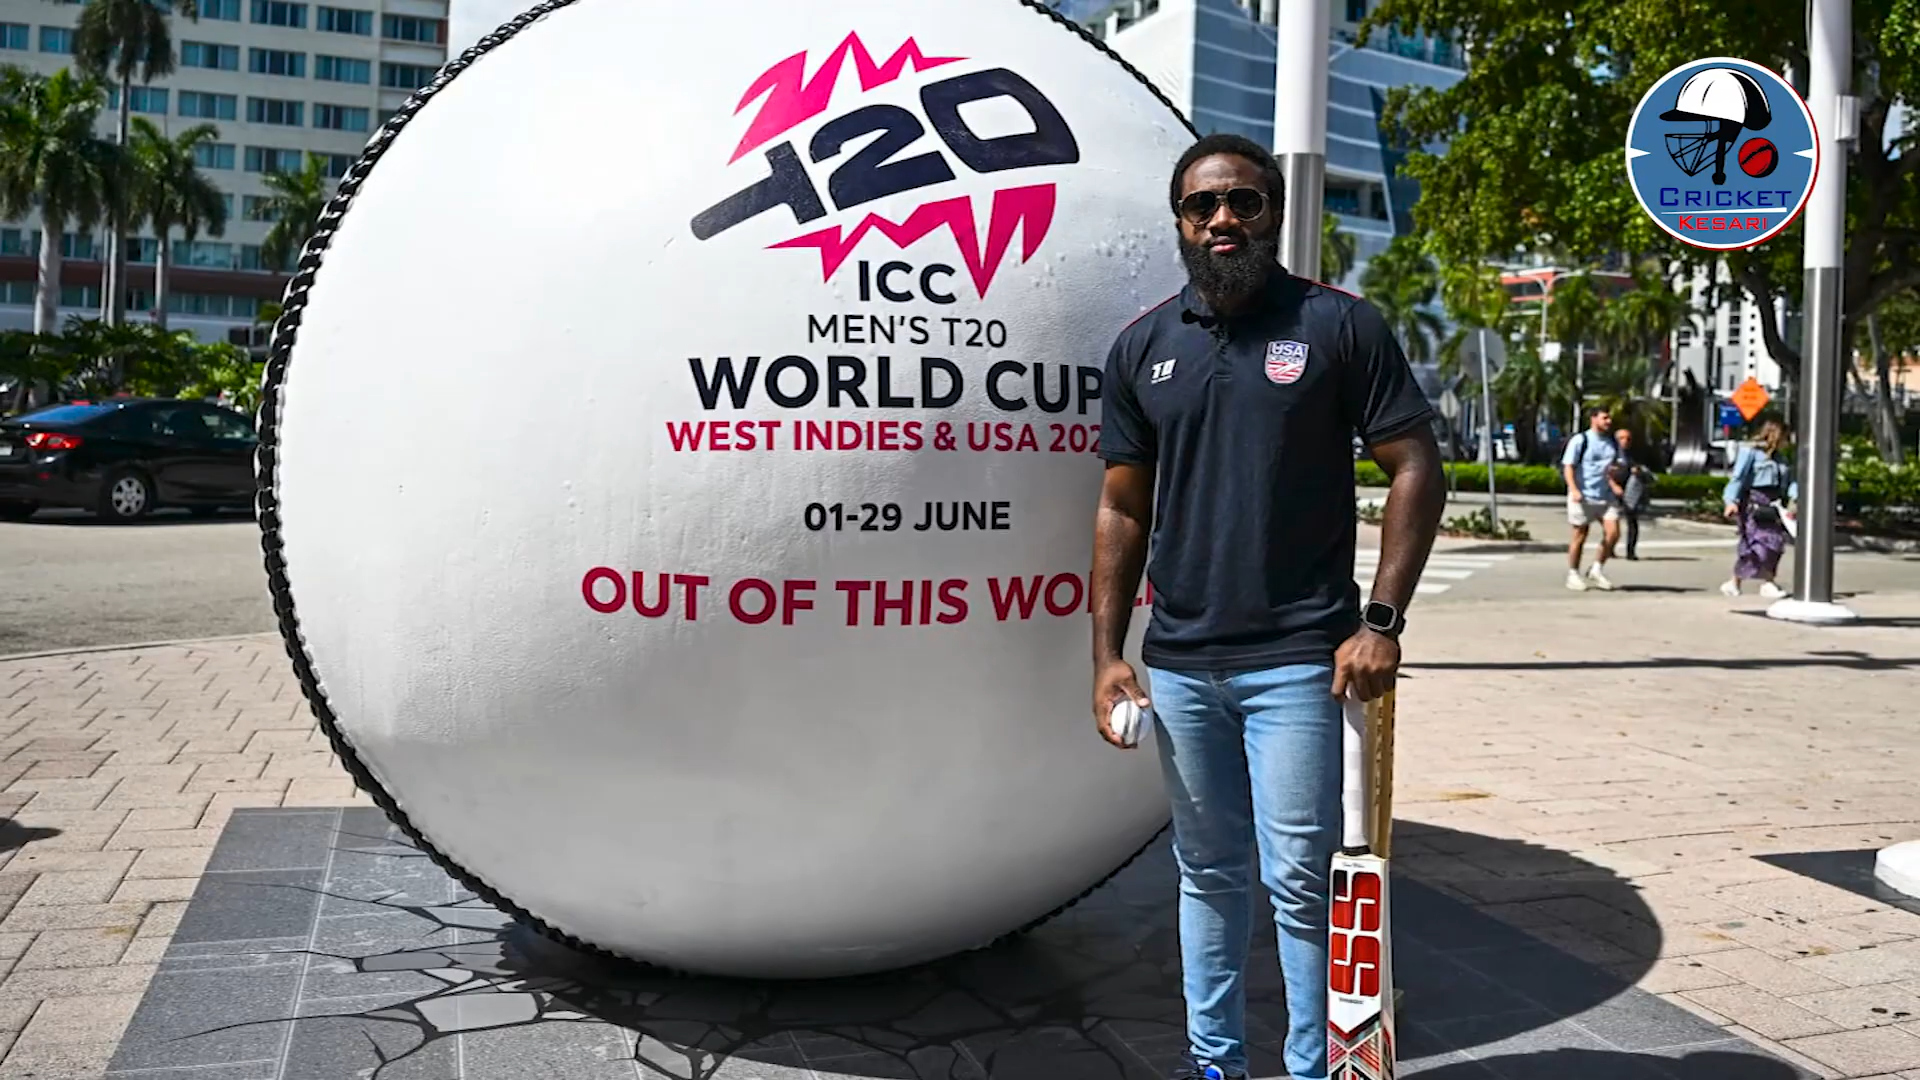 T20
ICC
MEN'S T20
WORLD CUP
WEST INDIES & USA 202
01-29 JUNE
OUT OF THIS WORL
USA
CRICKET
KESARI
SS